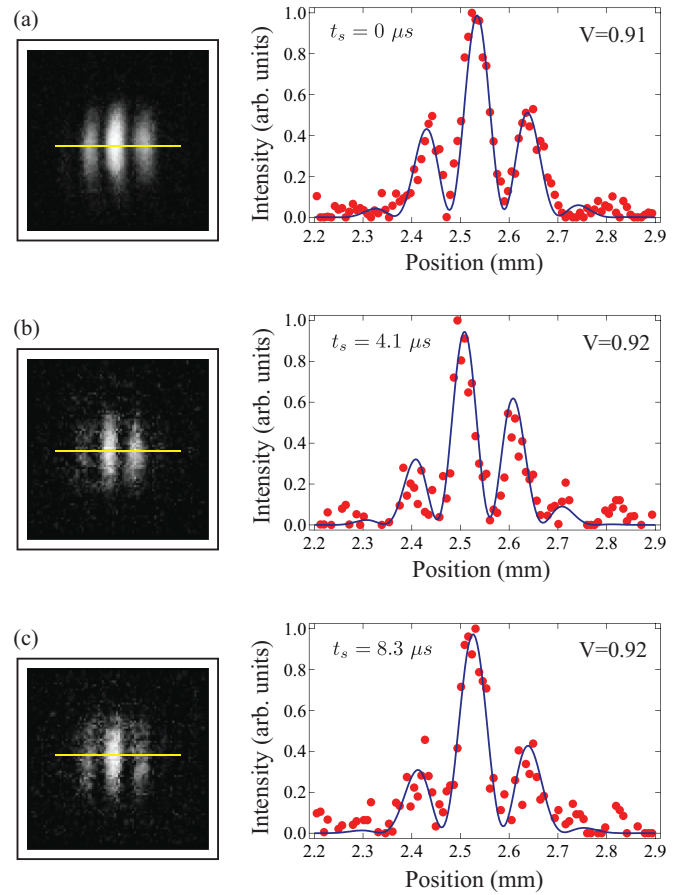 (a)
t_s = 0 μs
V=0.91
Intensity (arb. units)
1.0
0.8
0.6
0.4
0.2
0.0
2.2 2.3 2.4 2.5 2.6 2.7 2.8 2.9
Position (mm)
(b)
t_s = 4.1 μs
V=0.92
Intensity (arb. units)
1.0
0.8
0.6
0.4
0.2
0.0
2.2 2.3 2.4 2.5 2.6 2.7 2.8 2.9
Position (mm)
(c)
t_s = 8.3 μs
V=0.92
Intensity (arb. units)
1.0
0.8
0.6
0.4
0.2
0.0
2.2 2.3 2.4 2.5 2.6 2.7 2.8 2.9
Position (mm)